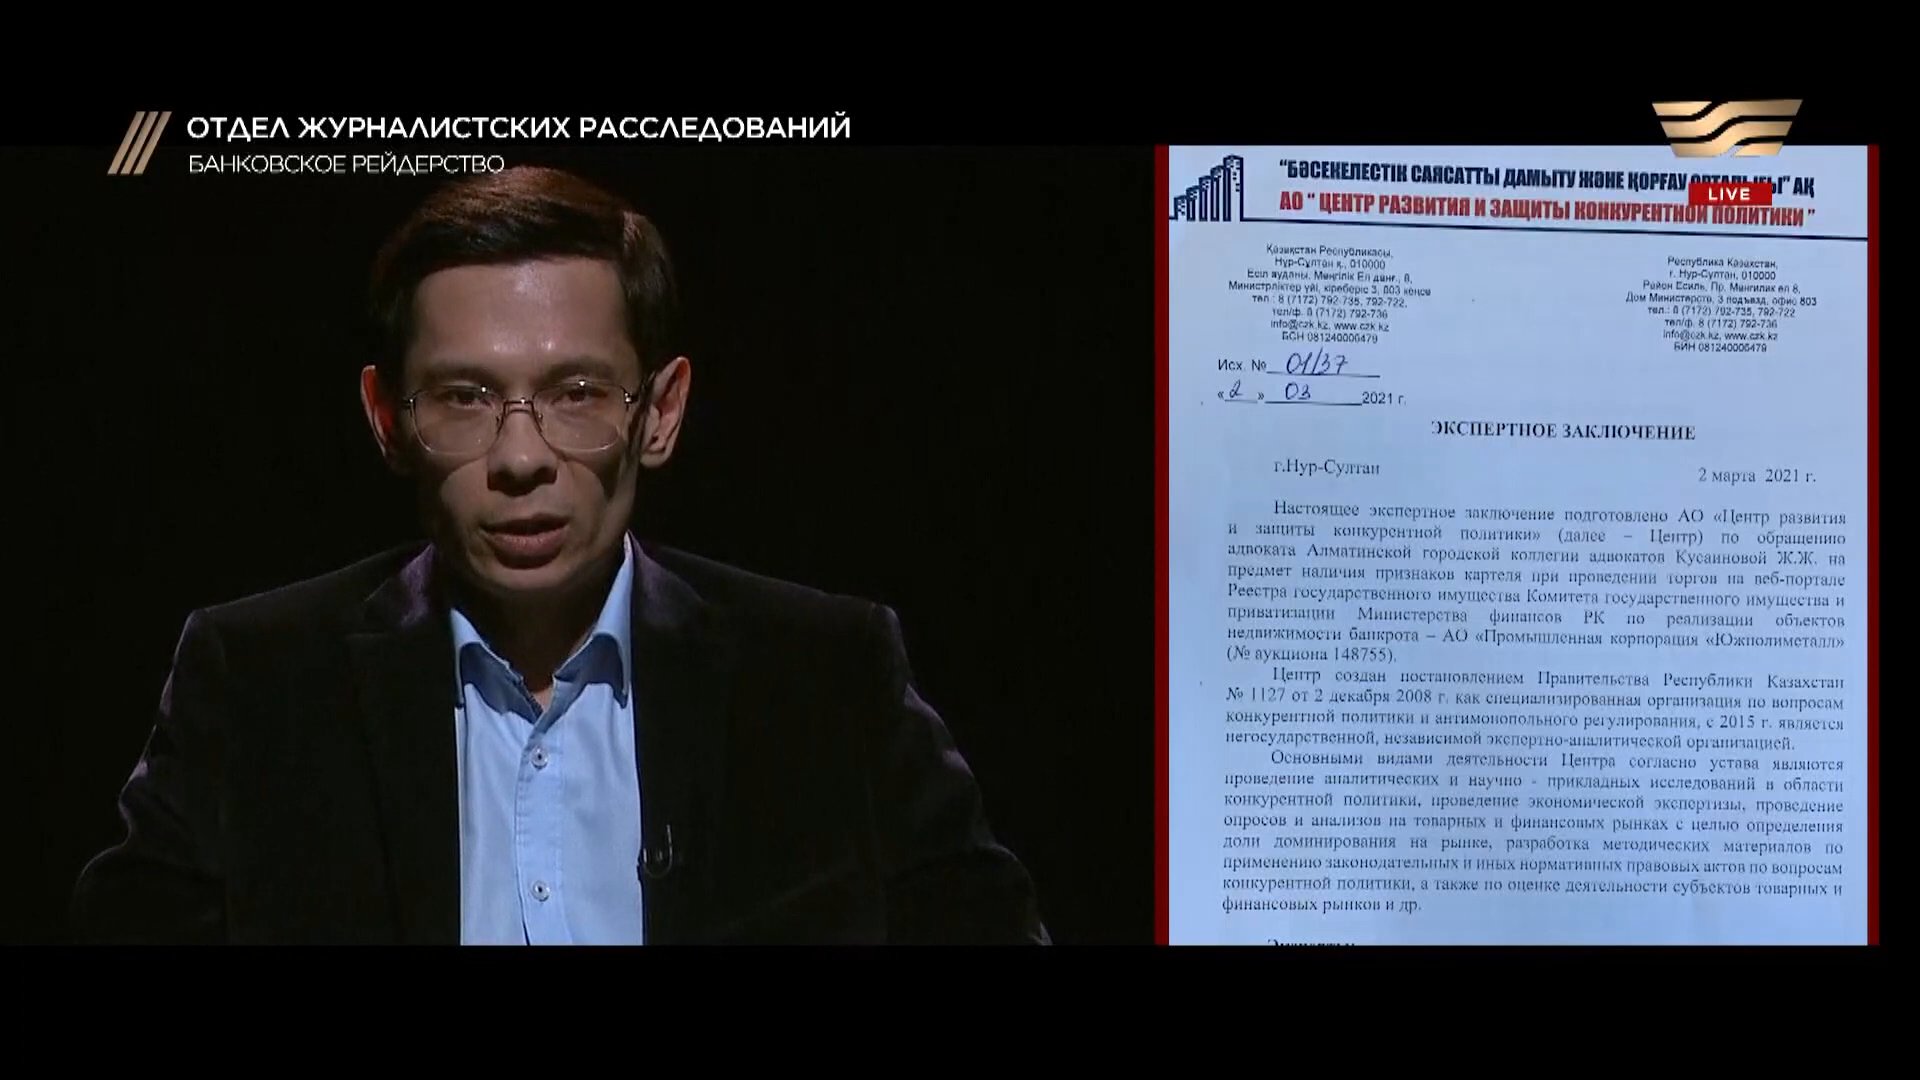 ОТДЕЛ ЖУРНАЛИСТСКИХ РАССЛЕДОВАНИЙ
БАНКОВСКОЕ РЕЙДЕРСТВО
LIVE
"БӘСЕКЕЛЕСТІК САЯСАТТЫ ДАМЫТУ ЖӘНЕ ҚОРҒАУ АҚ
АО " ЦЕНТР РАЗВИТИЯ И ЗАЩИТЫ КОНКУРЕНТНОЙ ПОЛИТИКИ "
Қазақстан Республикасы,
Нұр-Сұлтан қ., 010000
Есіл ауданы, Мәңгілік Ел даңғ., 8,
Министрліктер үйі, кіреберіс 3, 803 кеңсе
тел.: 8 (7172) 792-735, 792-722,
тел/ф. 8 (7172) 792-736
info@czk.kz, www.czk.kz
БСН 081240006479
Республика Казахстан,
г. Нур-Султан, 010000
Район Есиль, Пр. Мангилик ел 8,
Дом Министерств, 3 подъезд, офис 803
тел.: 8 (7172) 792-735, 792-722
тел/ф. 8 (7172) 792-736
info@czk.kz, www.czk.kz
БИН 081240006479
Исх. № 01/37
« 2 » 03 2021 г.
ЭКСПЕРТНОЕ ЗАКЛЮЧЕНИЕ
г.Нур-Султан 2 марта 2021 г.
Настоящее экспертное заключение подготовлено АО «Центр развития
и защиты конкурентной политики» (далее – Центр) по обращению
адвоката Алматинской городской коллегии адвокатов Кусаиновой Ж.Ж. на
предмет наличия признаков картеля при проведении торгов на веб-портале
Реестра государственного имущества Комитета государственного имущества и
приватизации Министерства финансов РК по реализации объектов
недвижимости банкрота – АО «Промышленная корпорация «Южполиметалл»
(№ аукциона 148755).
Центр создан постановлением Правительства Республики Казахстан
№ 1127 от 2 декабря 2008 г. как специализированная организация по вопросам
конкурентной политики и антимонопольного регулирования, с 2015 г. является
негосударственной, независимой экспертно-аналитической организацией.
Основными видами деятельности Центра согласно устава являются
проведение аналитических и научно - прикладных исследований в области
конкурентной политики, проведение экономической экспертизы, проведение
опросов и анализов на товарных и финансовых рынках с целью определения
доли доминирования на рынке, разработка методических материалов по
применению законодательных и иных нормативных правовых актов по вопросам
конкурентной политики, а также по оценке деятельности субъектов товарных и
финансовых рынков и др.